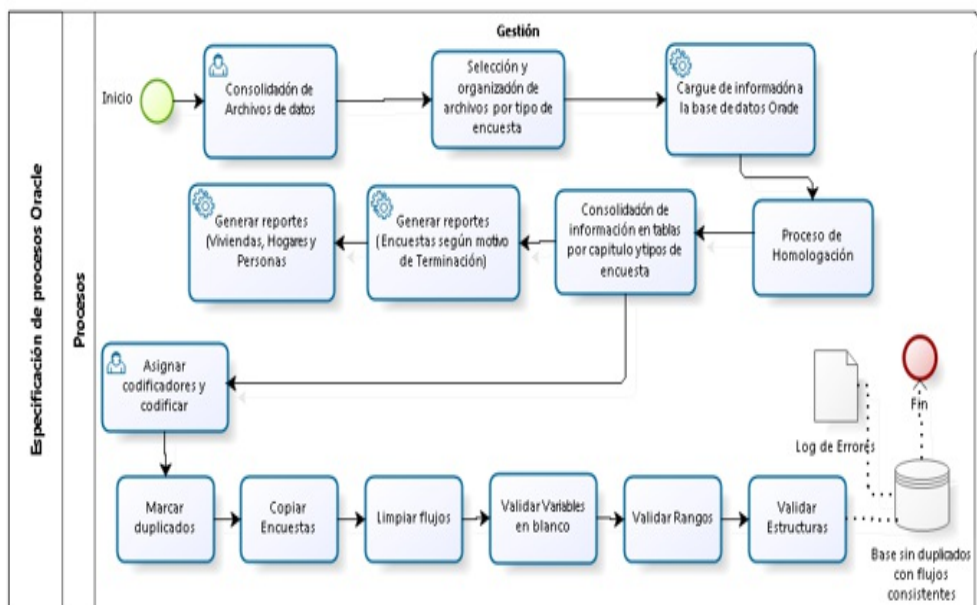 Gestión
Especificación de procesos Oracle
Procesos
Inicio
Consolidación de
Archivos de datos
Selección y
organización de
archivos por tipo de
encuesta
Cargue de información a
la base de datos Orade
Proceso de
Homologación
Consolidación de
información en tablas
por capitulo ytipos de
encuesta
Generar reportes
(Encuestas según motivo
de Terminación)
Generar reportes
(Viviendas, Hogares y
Personas
Asignar
codificadores y
codificar
Marcar
duplicados
Copiar
Encuestas
Limpiar flujos
Validar Variables
en blanco
Validar Rangos
Validar
Estructuras
Log de Errores
Fin
Base sin duplicados
con flujos
consistentes